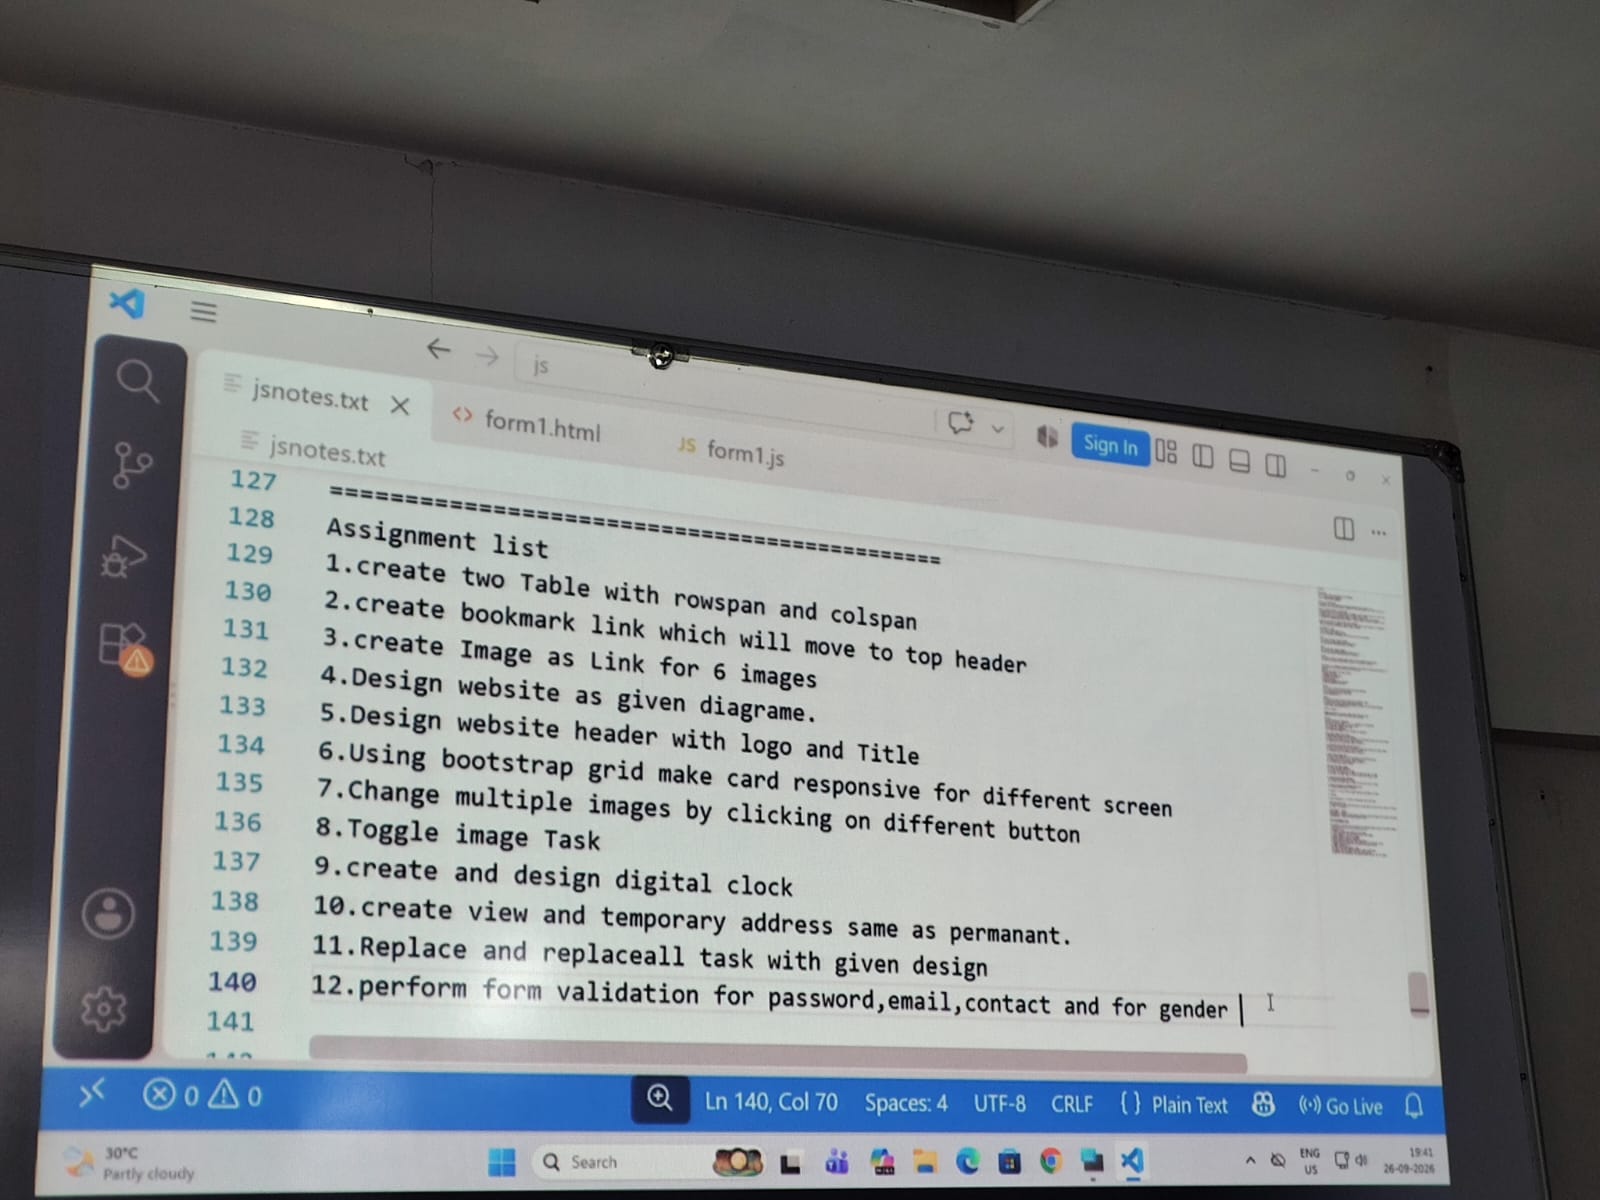 js
Sign In
jsnotes.txt
form1.html
JS form1.js
jsnotes.txt
127 ==========================================
128 Assignment list
129 1.create two Table with rowspan and colspan
130 2.create bookmark link which will move to top header
131 3.create Image as Link for 6 images
132 4.Design website as given diagrame.
133 5.Design website header with logo and Title
134 6.Using bootstrap grid make card responsive for different screen
135 7.Change multiple images by clicking on different button
136 8.Toggle image Task
137 9.create and design digital clock
138 10.create view and temporary address same as permanant.
139 11.Replace and replaceall task with given design
140 12.perform form validation for password,email,contact and for gender
141
0 0 Ln 140, Col 70 Spaces: 4 UTF-8 CRLF {} Plain Text Go Live
30°C
Partly cloudy
Search
ENG
US
19:41
26-09-2026